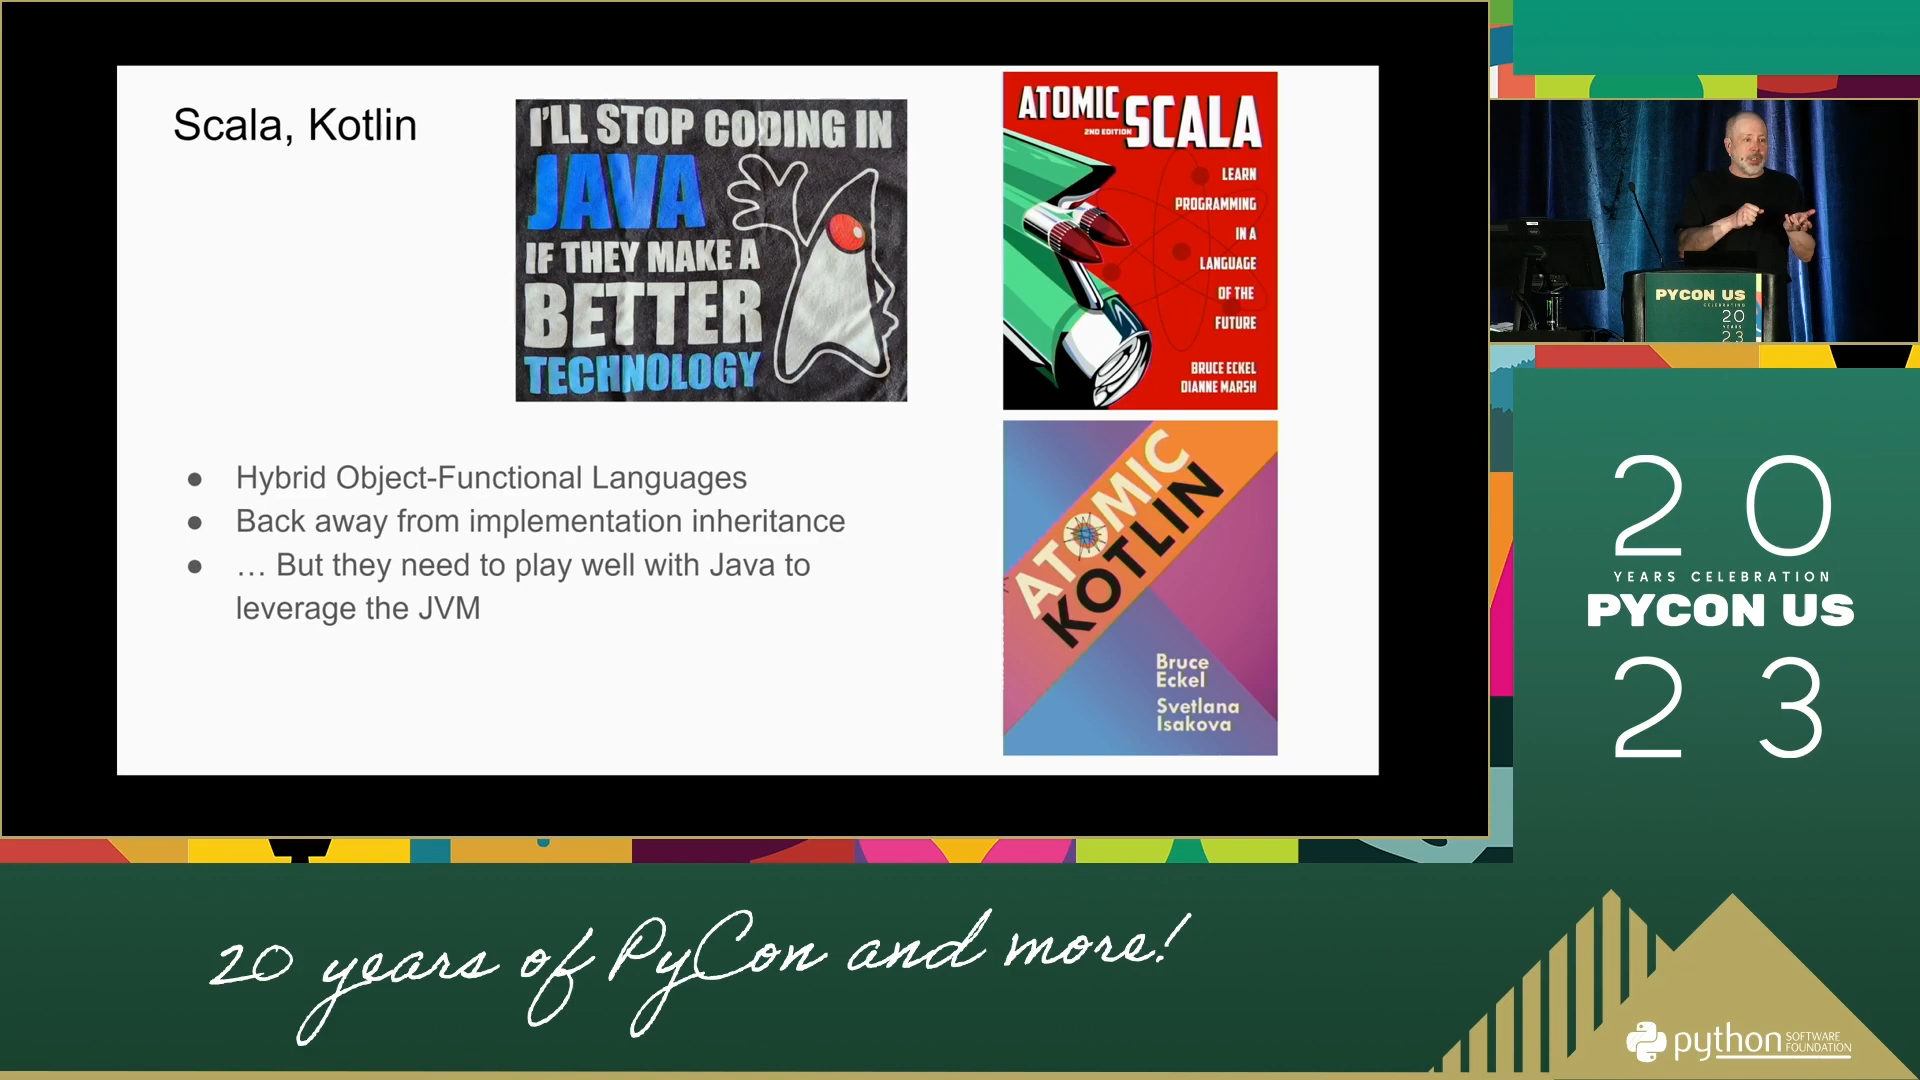 Scala, Kotlin
I'LL STOP CODING IN
JAVA
IF THEY MAKE A
BETTER
TECHNOLOGY
● Hybrid Object-Functional Languages
● Back away from implementation inheritance
● … But they need to play well with Java to
leverage the JVM
ATOMIC
2ND EDITION
SCALA
LEARN
PROGRAMMING
IN A
LANGUAGE
OF THE
FUTURE
BRUCE ECKEL
DIANNE MARSH
ATOMIC
KOTLIN
Bruce
Eckel
Svetlana
Isakova
PYCON US
CELEBRATING
20
YEARS
23
20
YEARS CELEBRATION
PYCON US
23
20 years of PyCon and more!
python
SOFTWARE
FOUNDATION